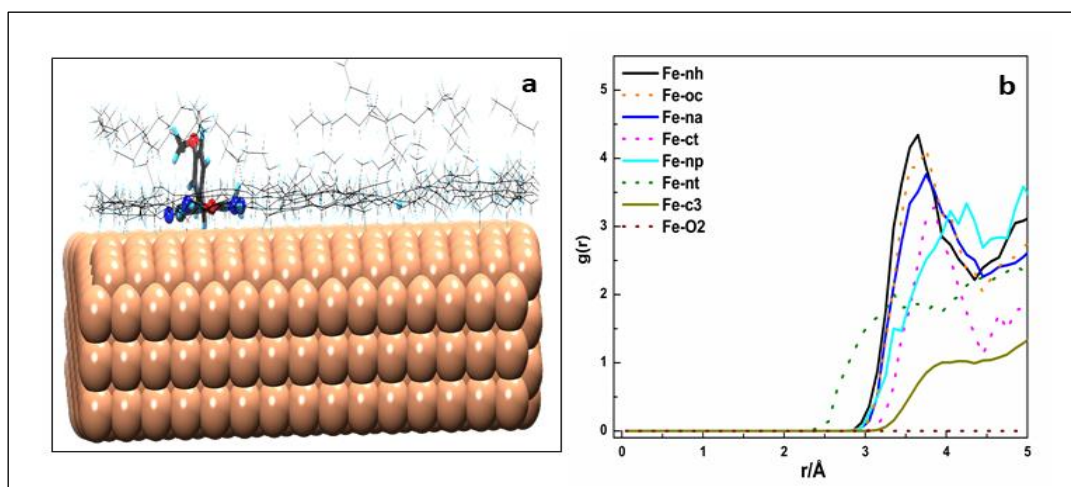 a
b
Fe-nh
Fe-oc
Fe-na
Fe-ct
Fe-np
Fe-nt
Fe-c3
Fe-O2
g(r)
5
4
3
2
1
0
0 1 2 3 4 5
r/Å